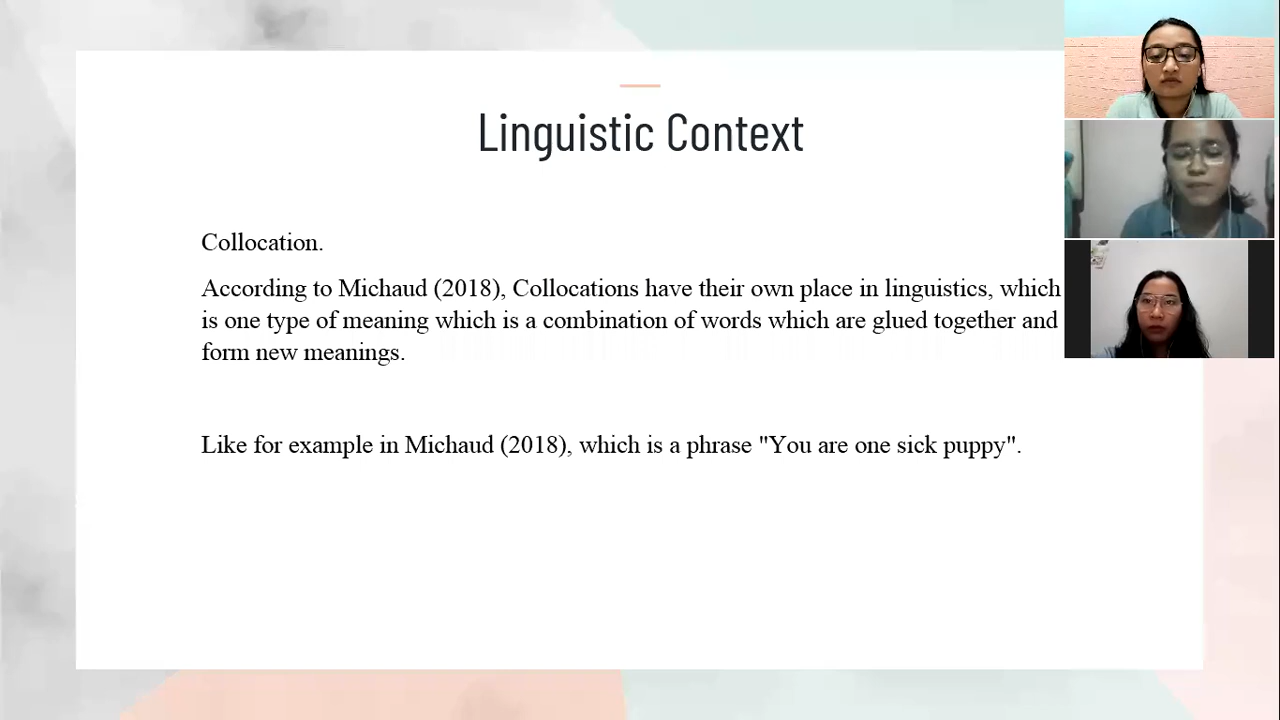 Linguistic Context
Collocation.
According to Michaud (2018), Collocations have their own place in linguistics, which
is one type of meaning which is a combination of words which are glued together and
form new meanings.
Like for example in Michaud (2018), which is a phrase "You are one sick puppy".